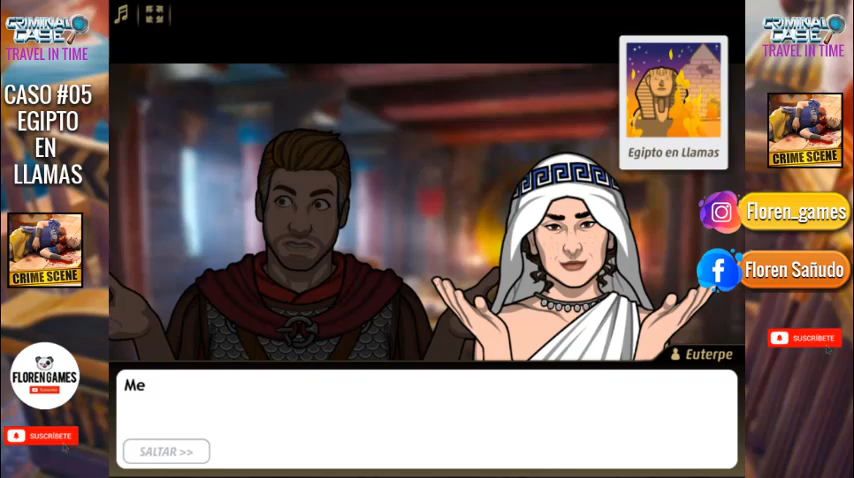 CRIMINAL
CASE
TRAVEL IN TIME
CASO #05
EGIPTO
EN
LLAMAS
CRIME SCENE
FLOREN GAMES
SUSCRÍBETE
Egipto en Llamas
Euterpe
Me
SALTAR >>
CRIMINAL
CASE
TRAVEL IN TIME
CRIME SCENE
Floren_games
Floren Sañudo
SUSCRÍBETE